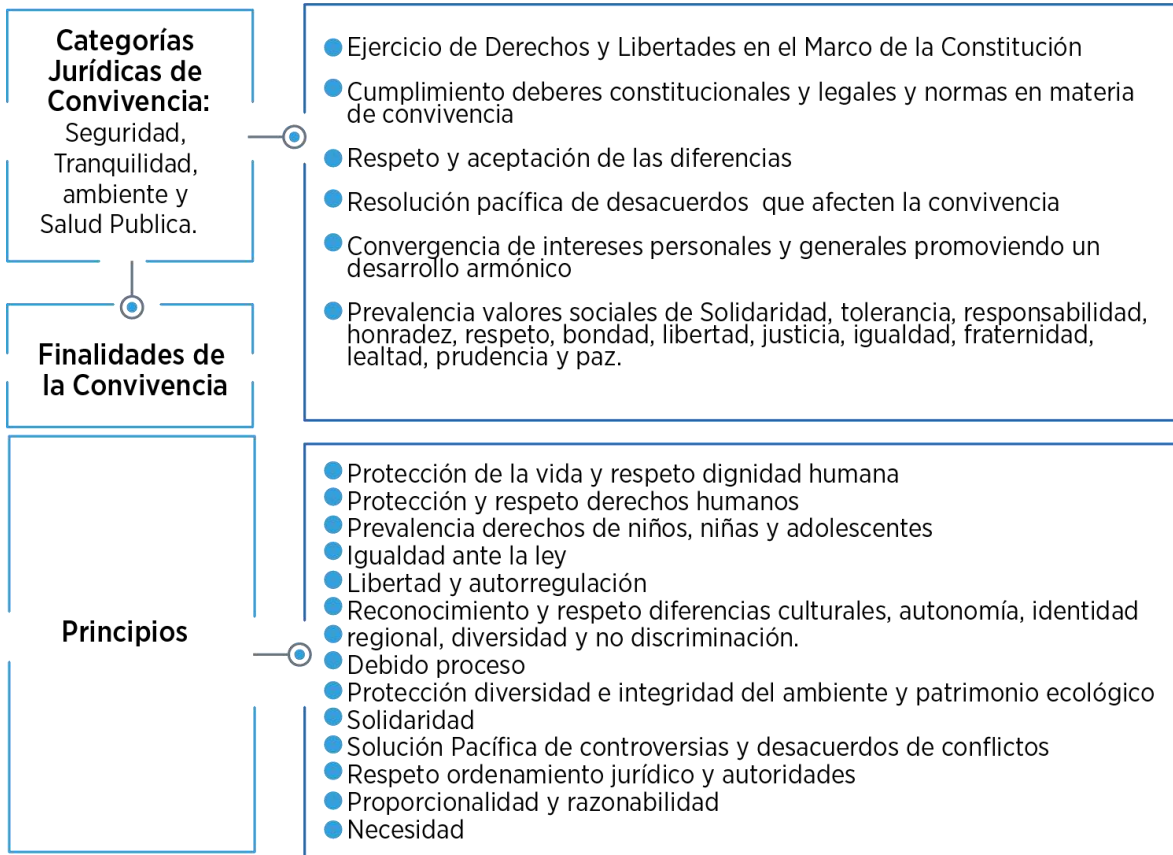 Categorías
Jurídicas de
Convivencia:
Seguridad,
Tranquilidad,
ambiente y
Salud Publica.
Finalidades de
la Convivencia
Ejercicio de Derechos y Libertades en el Marco de la Constitución
Cumplimiento deberes constitucionales y legales y normas en materia
de convivencia
Respeto y aceptación de las diferencias
Resolución pacífica de desacuerdos que afecten la convivencia
Convergencia de intereses personales y generales promoviendo un
desarrollo armónico
Prevalencia valores sociales de Solidaridad, tolerancia, responsabilidad,
honradez, respeto, bondad, libertad, justicia, igualdad, fraternidad,
lealtad, prudencia y paz.
Principios
Protección de la vida y respeto dignidad humana
Protección y respeto derechos humanos
Prevalencia derechos de niños, niñas y adolescentes
Igualdad ante la ley
Libertad y autorregulación
Reconocimiento y respeto diferencias culturales, autonomía, identidad
regional, diversidad y no discriminación.
Debido proceso
Protección diversidad e integridad del ambiente y patrimonio ecológico
Solidaridad
Solución Pacífica de controversias y desacuerdos de conflictos
Respeto ordenamiento jurídico y autoridades
Proporcionalidad y razonabilidad
Necesidad